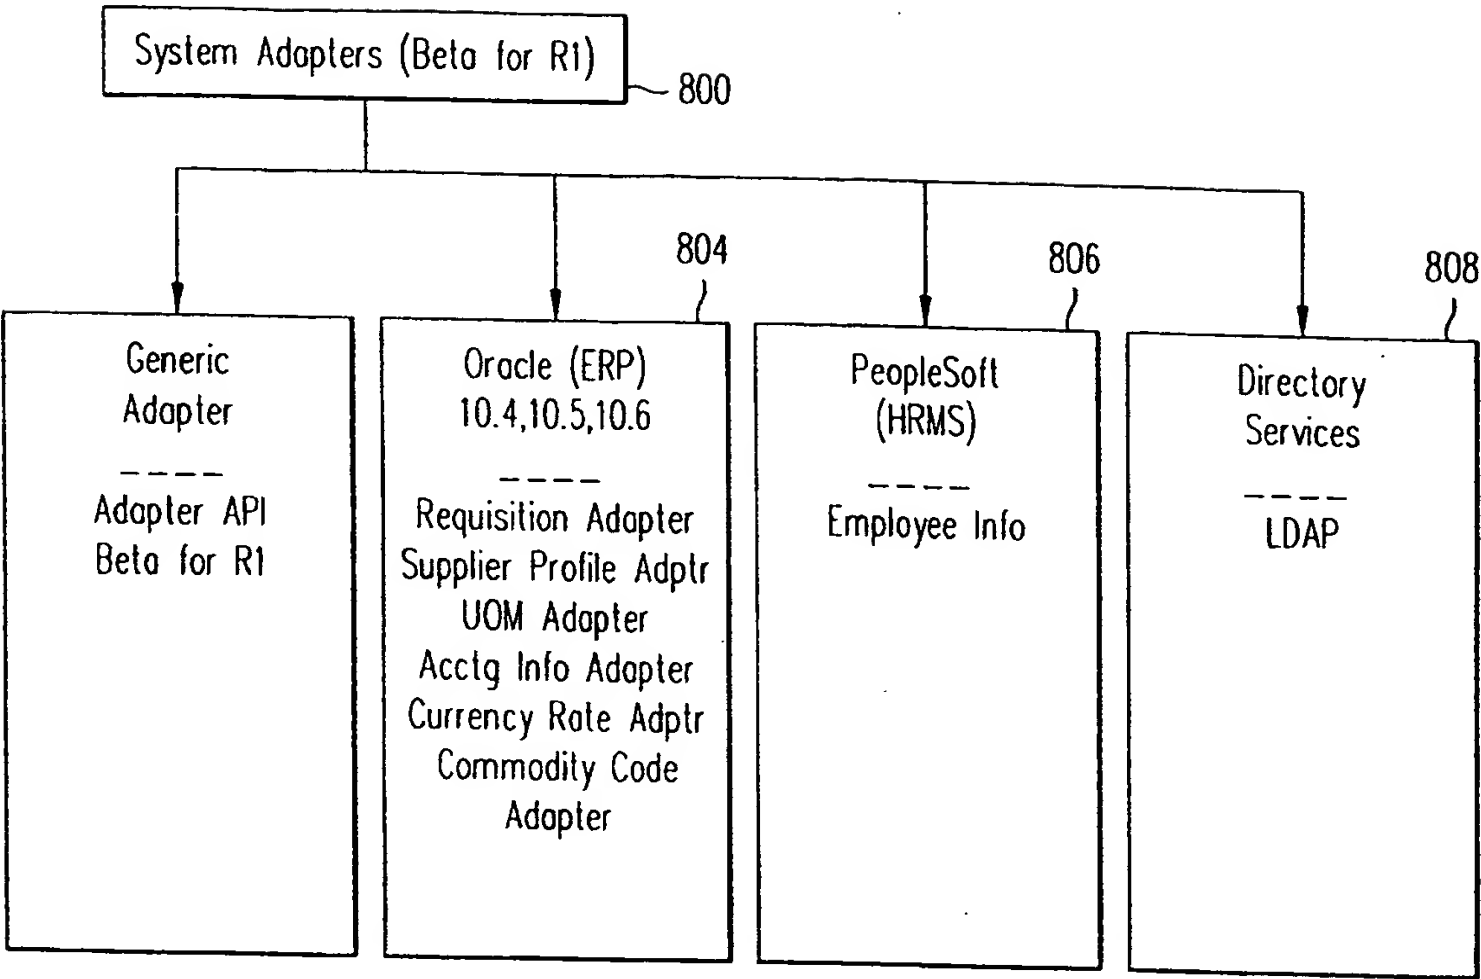 System Adapters (Beta for R1)
800
804
806
808
Generic
Adapter
Adapter API
Beta for R1
Oracle (ERP)
10.4,10.5,10.6
Requisition Adapter
Supplier Profile Adptr
UOM Adapter
Acctg Info Adapter
Currency Rate Adptr
Commodity Code
Adapter
PeopleSoft
(HRMS)
Employee Info
Directory
Services
LDAP